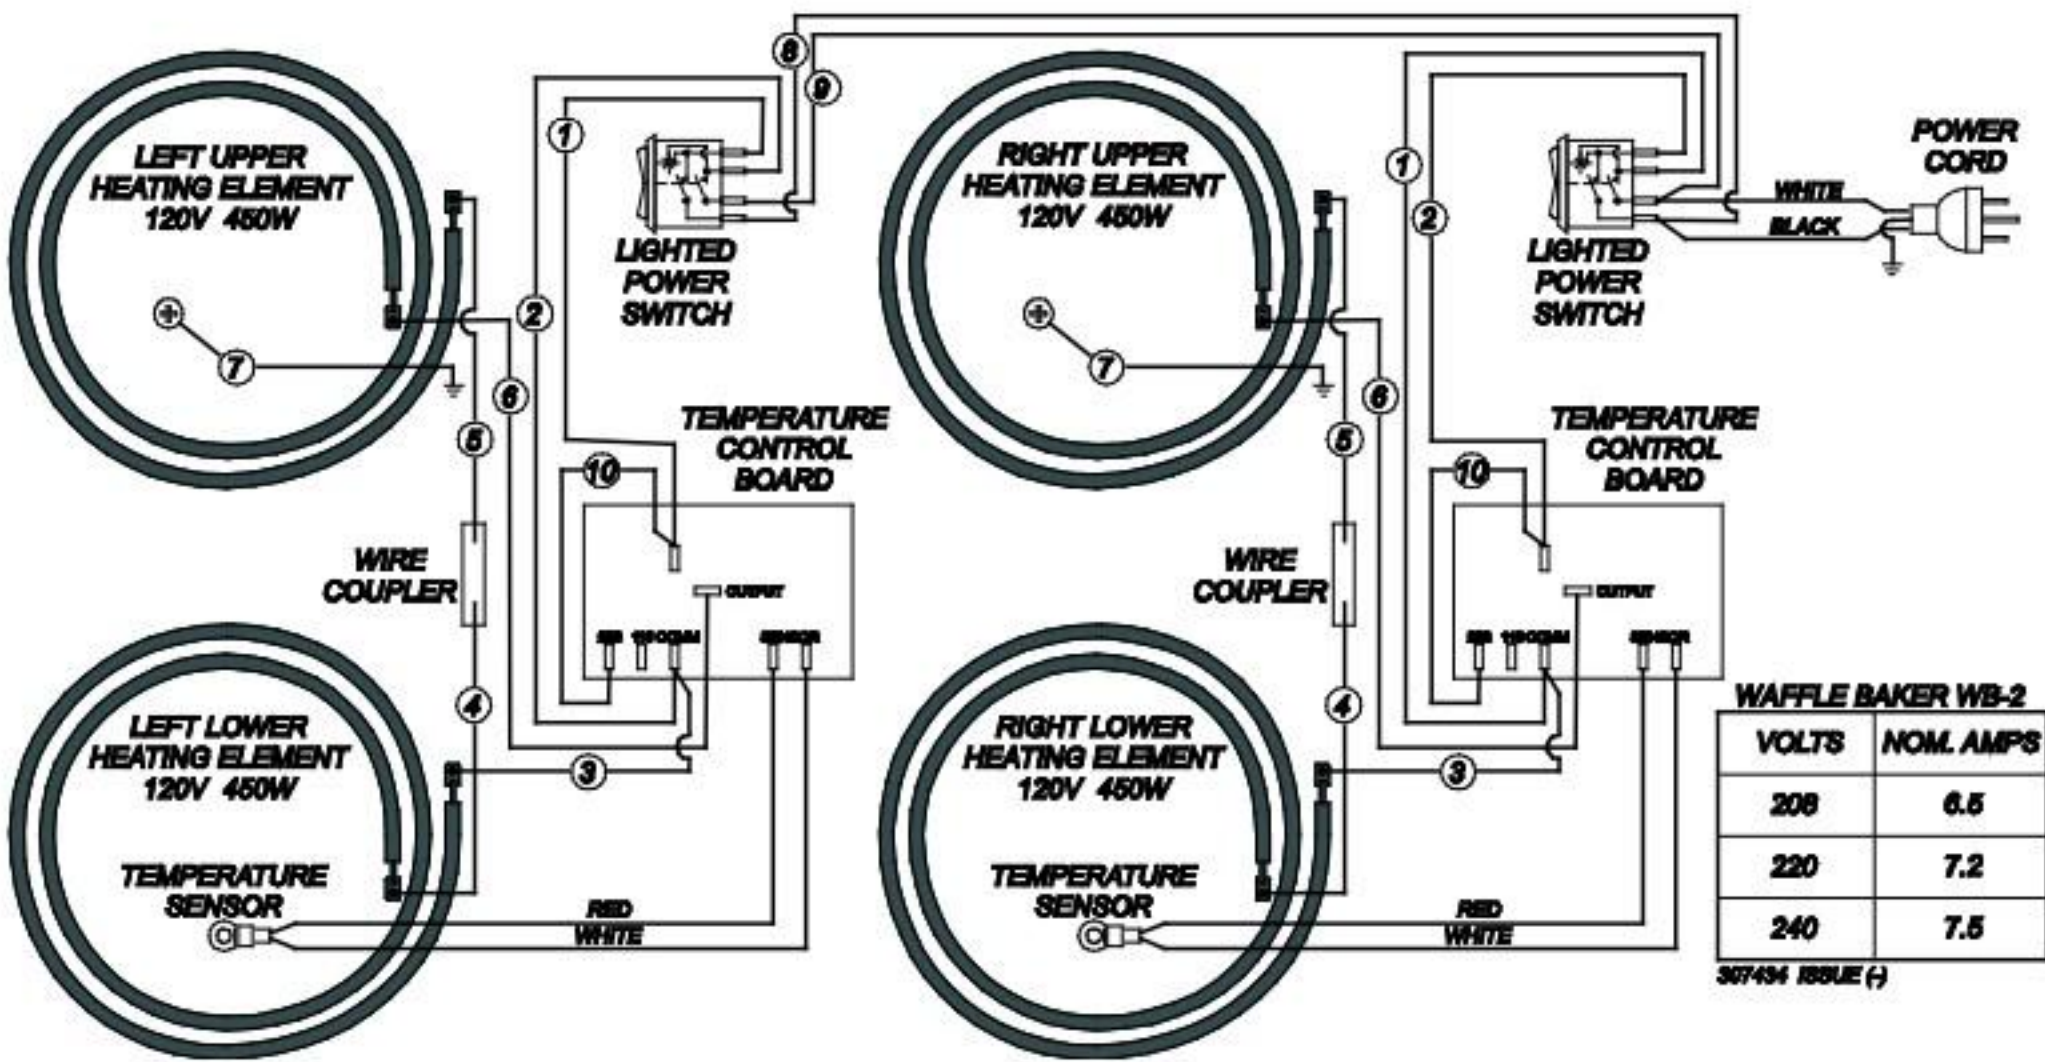 8
9
1
2
LEFT UPPER
HEATING ELEMENT
120V 450W
7
LIGHTED
POWER
SWITCH
6
5
TEMPERATURE
CONTROL
BOARD
10
WIRE
COUPLER
OUTPUT
COMM
SENSOR
4
3
LEFT LOWER
HEATING ELEMENT
120V 450W
TEMPERATURE
SENSOR
RED
WHITE
RIGHT UPPER
HEATING ELEMENT
120V 450W
7
1
2
LIGHTED
POWER
SWITCH
POWER
CORD
WHITE
BLACK
6
5
TEMPERATURE
CONTROL
BOARD
10
WIRE
COUPLER
OUTPUT
COMM
SENSOR
4
3
RIGHT LOWER
HEATING ELEMENT
120V 450W
TEMPERATURE
SENSOR
RED
WHITE
WAFFLE BAKER WB-2
VOLTS NOM. AMPS
208 6.5
220 7.2
240 7.5
307434 ISSUE (-)